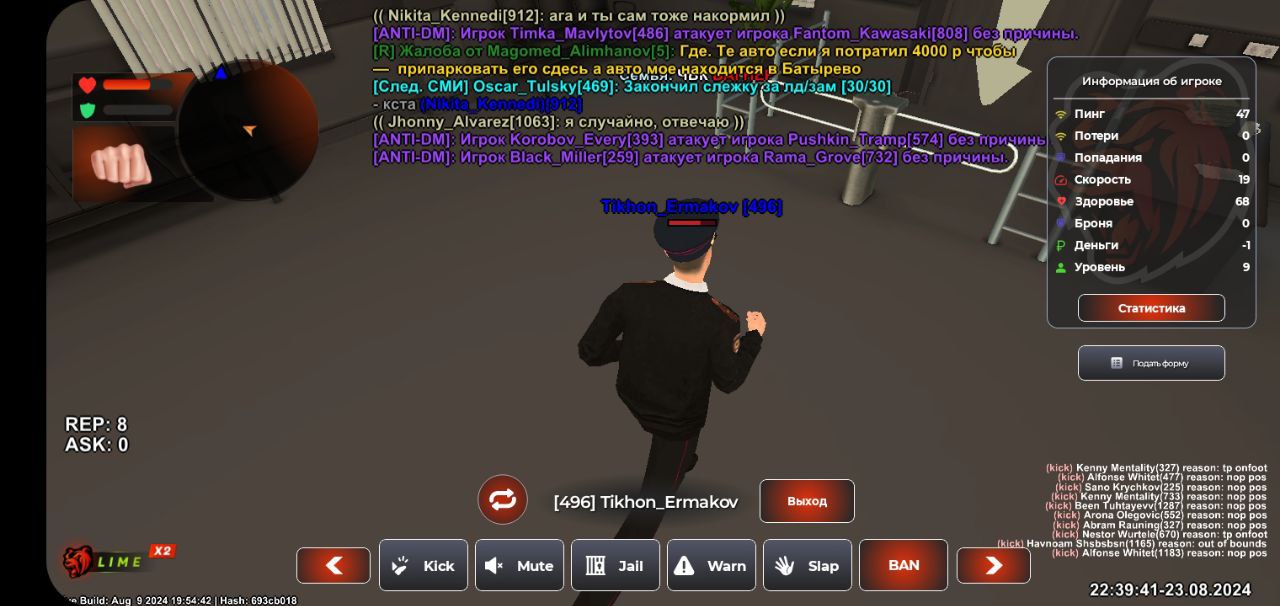 (( Nikita_Kennedi[912]: ага и ты сам тоже накормил ))
[ANTI-DM]: Игрок Timka_Mavlytov[486] атакует игрока Fantom_Kawasaki[808] без причины.
[R] Жалоба от Magomed_Alimhanov[5]: Где. Те авто если я потратил 4000 р чтобы
— припарковать его сдесь а авто мое находится в Батырево
Семья: ЧВК
[След. СМИ] Oscar_Tulsky[469]: Закончил слежку за лд/зам [30/30]
- кста (Nikita_Kennedi)[912]
(( Jhonny_Alvarez[1063]: я случайно, отвечаю ))
[ANTI-DM]: Игрок Korobov_Every[393] атакует игрока Pushkin_Tramp[574] без причины
[ANTI-DM]: Игрок Black_Miller[259] атакует игрока Rama_Grove[732] без причины.
Tikhon_Ermakov [496]
Информация об игроке
Пинг 47
Потери 0
Попадания 0
Скорость 19
Здоровье 68
Броня 0
Деньги -1
Уровень 9
Статистика
Подать форму
REP: 8
ASK: 0
[496] Tikhon_Ermakov
Выход
(kick) Kenny Mentality(327) reason: tp onfoot
(kick) Alfonse Whitet(477) reason: nop pos
(kick) Sano Krychkov(225) reason: nop pos
(kick) Kenny Mentality(733) reason: nop pos
(kick) Been Tuhtayevv(1287) reason: nop pos
(kick) Arona Olegovic(552) reason: nop pos
(kick) Abram Rauning(327) reason: nop pos
(kick) Nestor Wurtele(670) reason: tp onfoot
(kick) Havnoam Shsbsbsn(1165) reason: out of bounds
(kick) Alfonse Whitet(1183) reason: nop pos
LIME X2
Kick
Mute
Jail
Warn
Slap
BAN
22:39:41-23.08.2024
Build: Aug 9 2024 19:54:42 | Hash: 693cb018